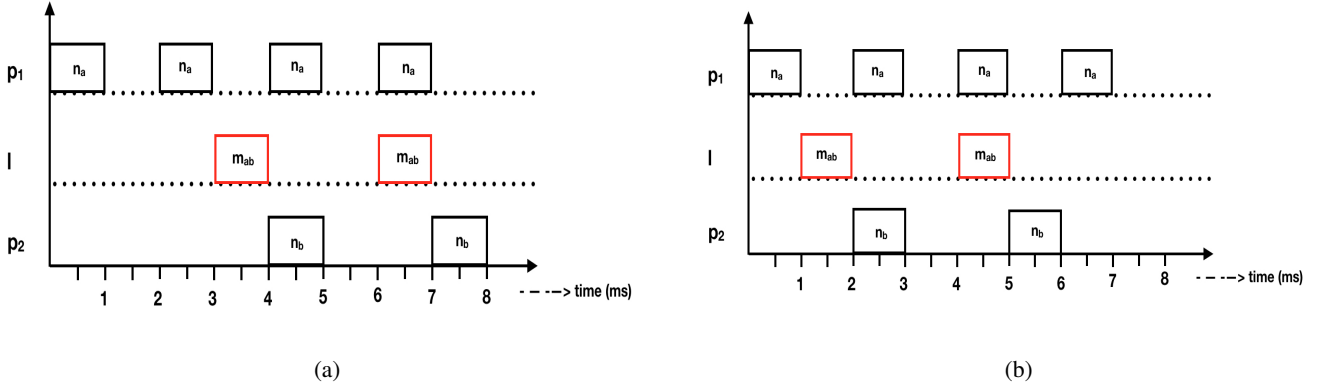 p1 na na na na
l mab mab
p2 nb nb
1 2 3 4 5 6 7 8 time (ms)
(a)
p1 na na na na
l mab mab
p2 nb nb
1 2 3 4 5 6 7 8 time (ms)
(b)